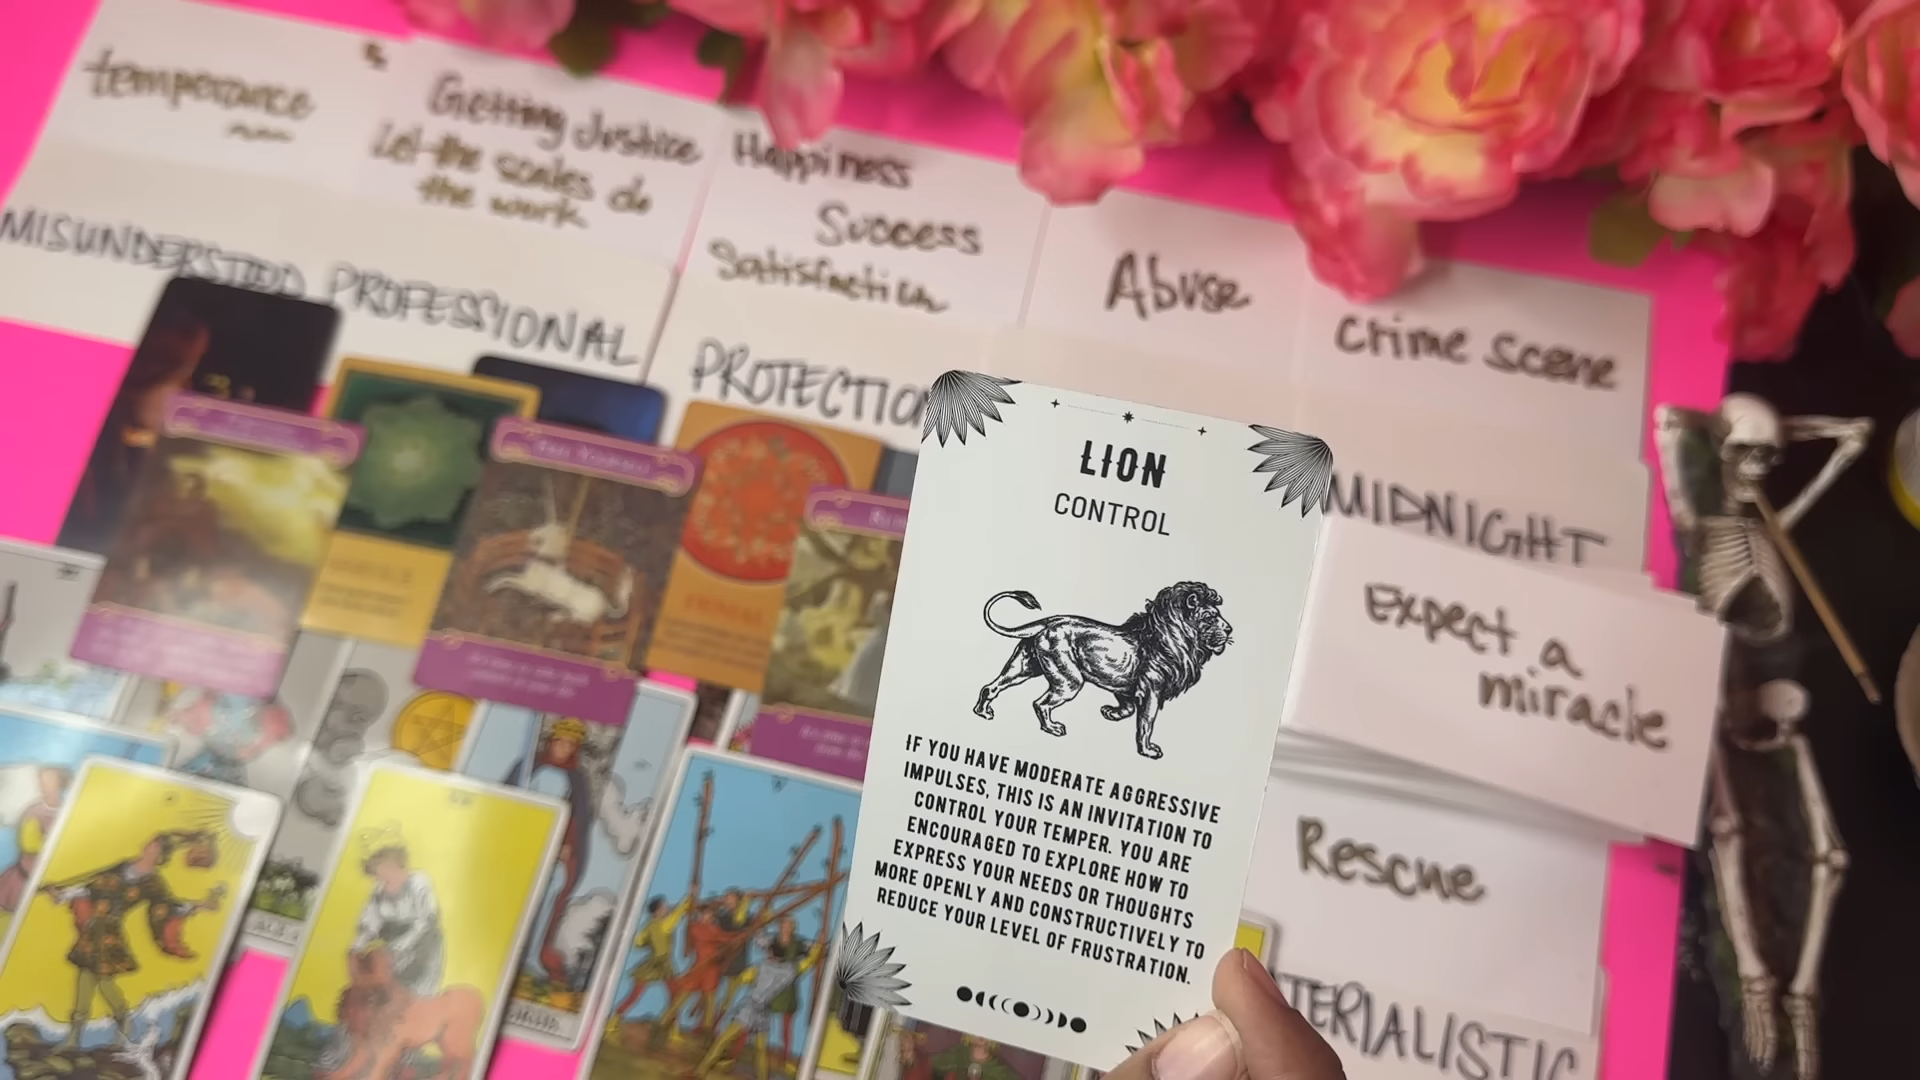 temperance
Getting Justice
Let the scales do
the work
Happiness
Success
Satisfaction
Abuse
Crime Scene
MISUNDERSTOOD
PROFESSIONAL
PROTECTION
MIDNIGHT
Expect a
miracle
Rescue
TERIALISTIC
LION
CONTROL
IF YOU HAVE MODERATE AGGRESSIVE
IMPULSES, THIS IS AN INVITATION TO
CONTROL YOUR TEMPER. YOU ARE
ENCOURAGED TO EXPLORE HOW TO
EXPRESS YOUR NEEDS OR THOUGHTS
MORE OPENLY AND CONSTRUCTIVELY TO
REDUCE YOUR LEVEL OF FRUSTRATION.